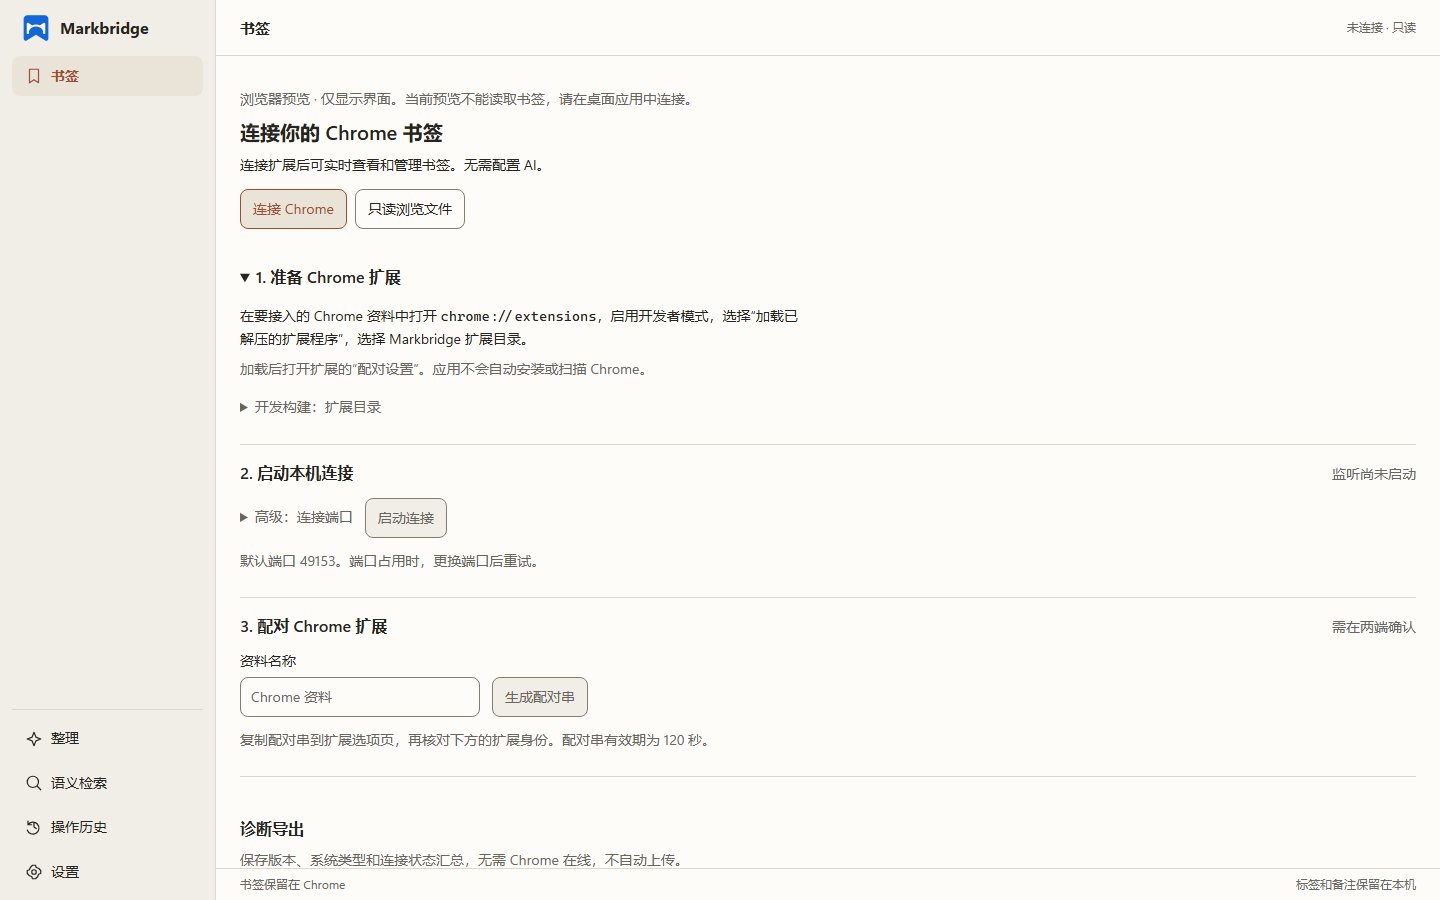 Markbridge
书签
整理
语义检索
操作历史
设置
书签
未连接 · 只读
浏览器预览 · 仅显示界面。当前预览不能读取书签，请在桌面应用中连接。
连接你的 Chrome 书签
连接扩展后可实时查看和管理书签。无需配置 AI。
连接 Chrome
只读浏览文件
1. 准备 Chrome 扩展
在要接入的 Chrome 资料中打开 chrome://extensions，启用开发者模式，选择“加载已
解压的扩展程序”，选择 Markbridge 扩展目录。
加载后打开扩展的“配对设置”。应用不会自动安装或扫描 Chrome。
开发构建：扩展目录
2. 启动本机连接
监听尚未启动
高级：连接端口
启动连接
默认端口 49153。端口占用时，更换端口后重试。
3. 配对 Chrome 扩展
需在两端确认
资料名称
Chrome 资料
生成配对串
复制配对串到扩展选项页，再核对下方的扩展身份。配对串有效期为 120 秒。
诊断导出
保存版本、系统类型和连接状态汇总，无需 Chrome 在线，不自动上传。
书签保留在 Chrome
标签和备注保留在本机